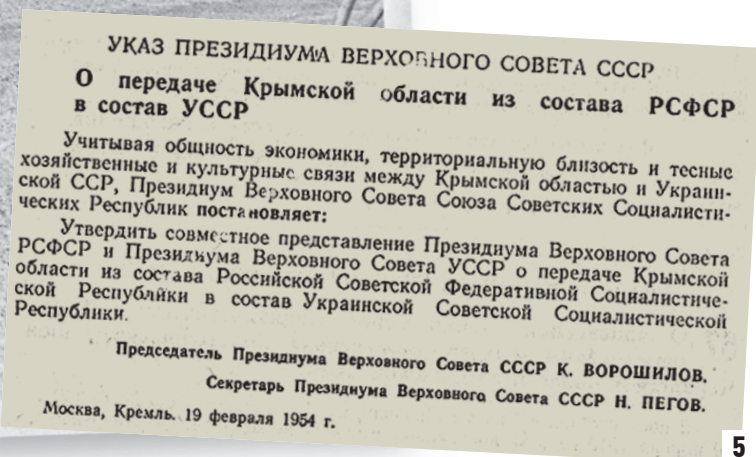 УКАЗ ПРЕЗИДИУМА ВЕРХОВНОГО СОВЕТА СССР
О передаче Крымской области из состава РСФСР
в состав УССР
Учитывая общность экономики, территориальную близость и тесные
хозяйственные и культурные связи между Крымской областью и Украин-
ской ССР, Президиум Верховного Совета Союза Советских Социалисти-
ческих Республик постановляет:
Утвердить совместное представление Президиума Верховного Совета
РСФСР и Президиума Верховного Совета УССР о передаче Крымской
области из состава Российской Советской Федеративной Социалистиче-
ской Республики в состав Украинской Советской Социалистической
Республики.
Председатель Президиума Верховного Совета СССР К. ВОРОШИЛОВ.
Секретарь Президиума Верховного Совета СССР Н. ПЕГОВ.
Москва, Кремль. 19 февраля 1954 г.
5